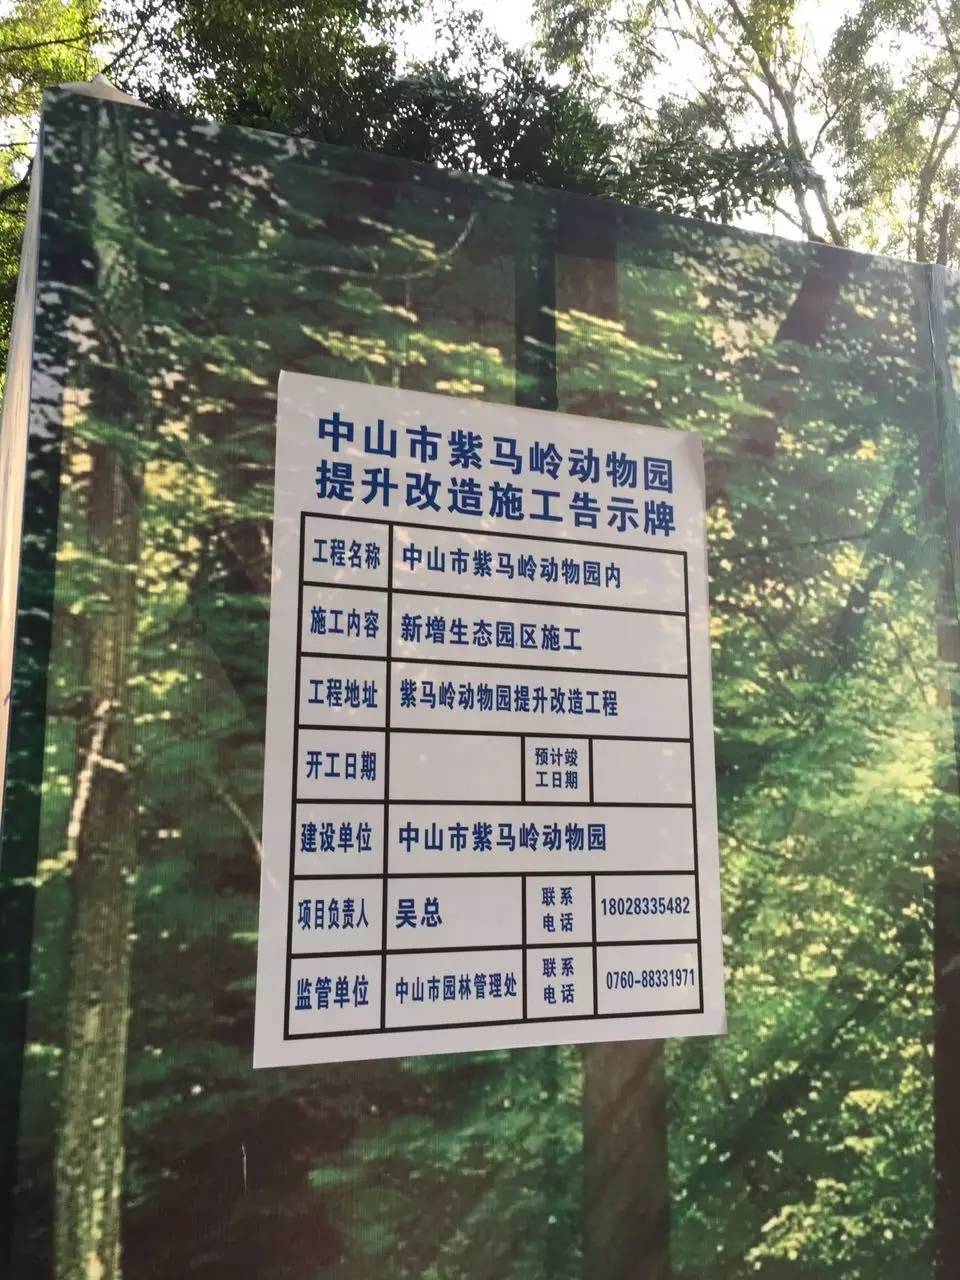 中山市紫马岭动物园
提升改造施工告示牌
工程名称 中山市紫马岭动物园内
施工内容 新增生态园区施工
工程地址 紫马岭动物园提升改造工程
开工日期 预计竣工日期
建设单位 中山市紫马岭动物园
项目负责人 吴总 联系电话 18028335482
监管单位 中山市园林管理处 联系电话 0760-88331971